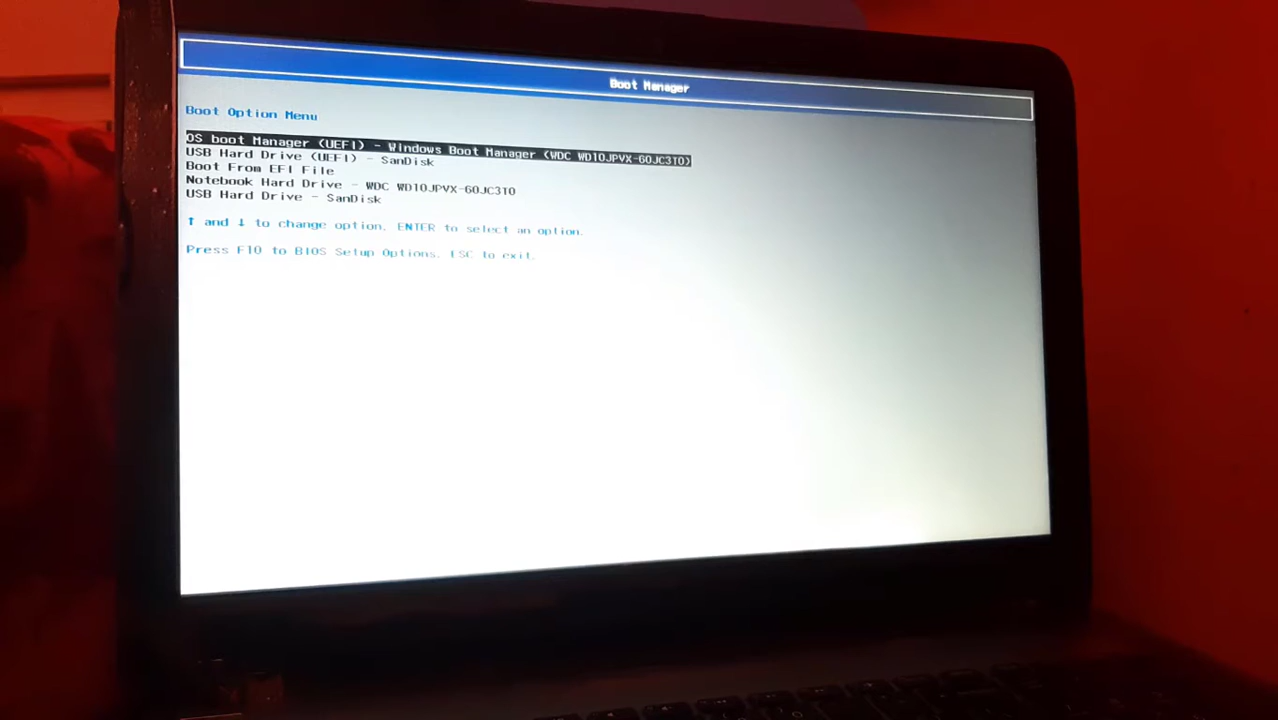 Boot Manager
Boot Option Menu
OS boot Manager (UEFI) - Windows Boot Manager (WDC WD10JPVX-60JC3T0)
USB Hard Drive (UEFI) - SanDisk
Boot From EFI File
Notebook Hard Drive - WDC WD10JPVX-60JC3T0
USB Hard Drive - SanDisk
↑ and ↓ to change option, ENTER to select an option.
Press F10 to BIOS Setup Options, ESC to exit.